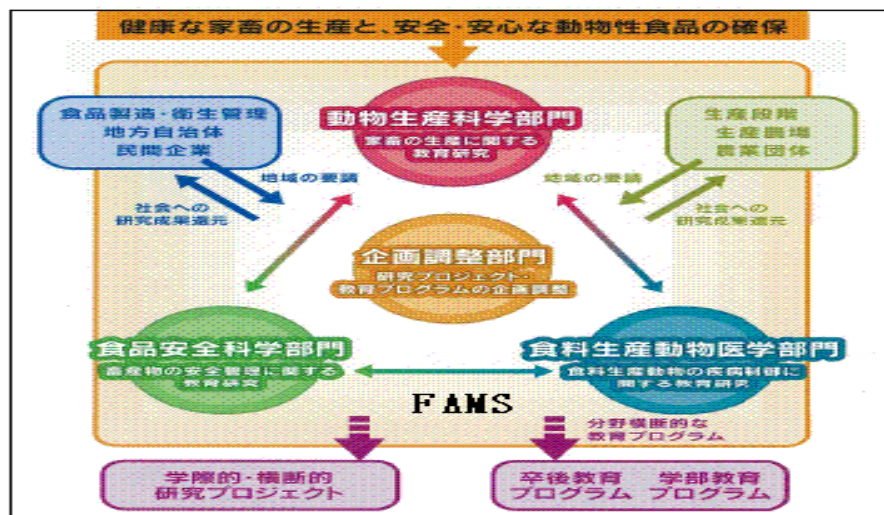 健康な家畜の生産と、安全・安心な動物性食品の確保
食品製造・衛生管理
地方自治体
民間企業
動物生産科学部門
家畜の生産に関する
教育研究
生産段階
生産農場
農業団体
地域の要請
社会への
研究成果還元
地域の要請
社会への
研究成果還元
企画調整部門
研究プロジェクト・
教育プログラムの企画調整
食品安全科学部門
畜産物の安全管理に関する
教育研究
食料生産動物医学部門
食料生産動物の疾病制御に
関する教育研究
FAMS
分野横断的な
教育プログラム
学際的・横断的
研究プロジェクト
卒後教育 学部教育
プログラム プログラム